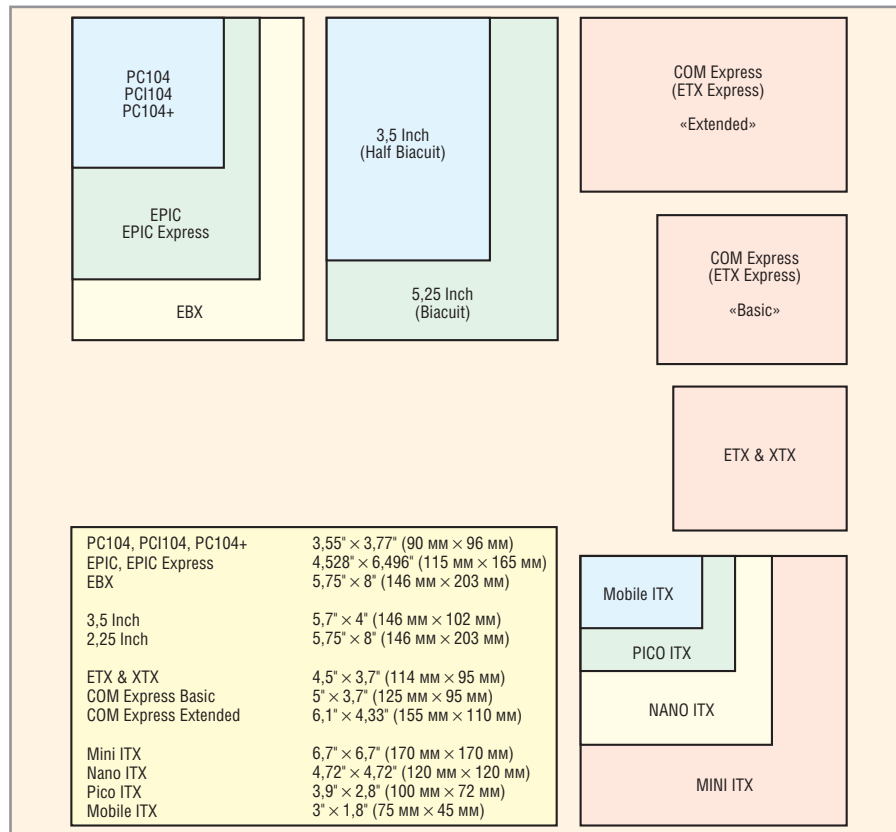 PC104
PCI104
PC104+
EPIC
EPIC Express
EBX
3,5 Inch
(Half Biacuit)
5,25 Inch
(Biacuit)
COM Express
(ETX Express)
«Extended»
COM Express
(ETX Express)
«Basic»
ETX & XTX
PC104, PCI104, PC104+ 3,55" × 3,77" (90 мм × 96 мм)
EPIC, EPIC Express 4,528" × 6,496" (115 мм × 165 мм)
EBX 5,75" × 8" (146 мм × 203 мм)
3,5 Inch 5,7" × 4" (146 мм × 102 мм)
2,25 Inch 5,75" × 8" (146 мм × 203 мм)
ETX & XTX 4,5" × 3,7" (114 мм × 95 мм)
COM Express Basic 5" × 3,7" (125 мм × 95 мм)
COM Express Extended 6,1" × 4,33" (155 мм × 110 мм)
Mini ITX 6,7" × 6,7" (170 мм × 170 мм)
Nano ITX 4,72" × 4,72" (120 мм × 120 мм)
Pico ITX 3,9" × 2,8" (100 мм × 72 мм)
Mobile ITX 3" × 1,8" (75 мм × 45 мм)
Mobile ITX
PICO ITX
NANO ITX
MINI ITX